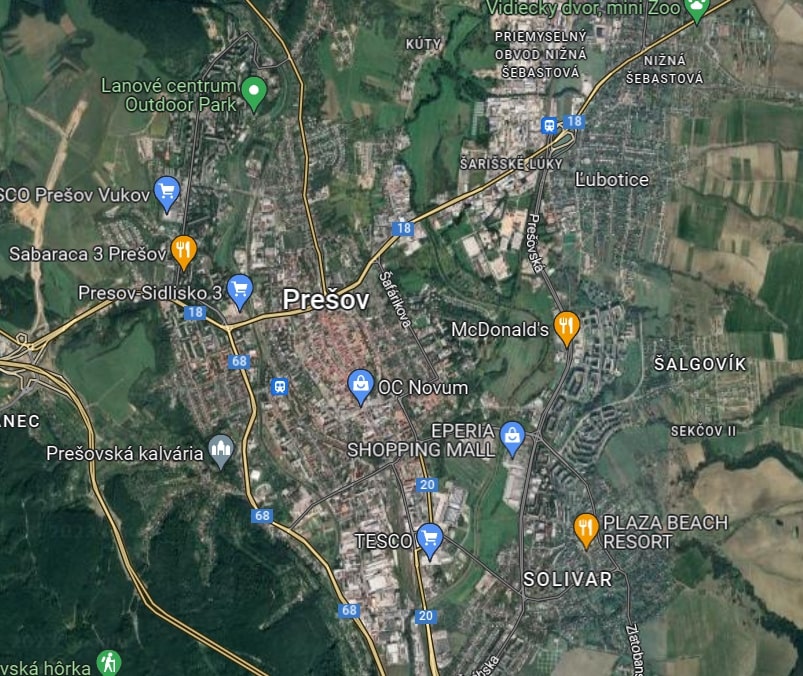 Vidiecky dvor, mini Zoo
KÚTY
PRIEMYSELNÝ
OBVOD NIŽNÁ
ŠEBASTOVÁ
NIŽNÁ
ŠEBASTOVÁ
Lanové centrum
Outdoor Park
18
ŠARIŠSKÉ LÚKY
Ľubotice
SCO Prešov Vukov
18
Prešovská
Sabaraca 3 Prešov
Presov-Sidlisko 3
Prešov
Šafárikova
18
McDonald's
68
ŠALGOVÍK
OC Novum
ANEC
EPERIA
SHOPPING MALL
SEKČOV II
Prešovská kalvária
20
68
PLAZA BEACH
RESORT
TESCO
SOLIVAR
68
20
Zlatobans
vská hôrka